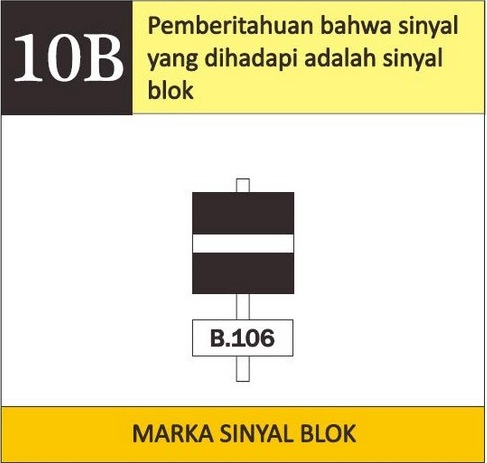 10B
Pemberitahuan bahwa sinyal
yang dihadapi adalah sinyal
blok
B.106
MARKA SINYAL BLOK